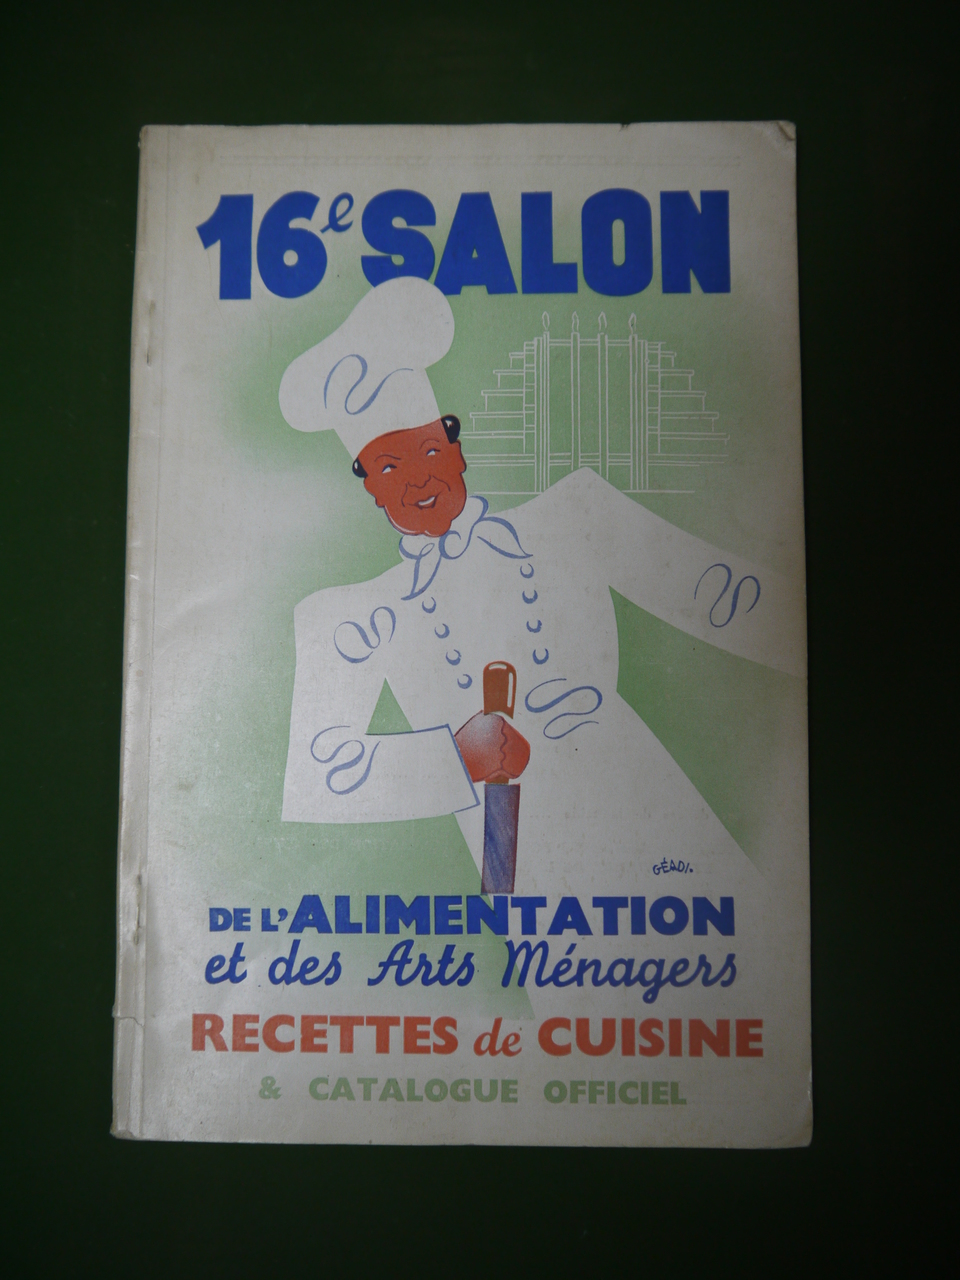 16e SALON
GÉADI.
DE L'ALIMENTATION
et des Arts Ménagers
RECETTES de CUISINE
& CATALOGUE OFFICIEL